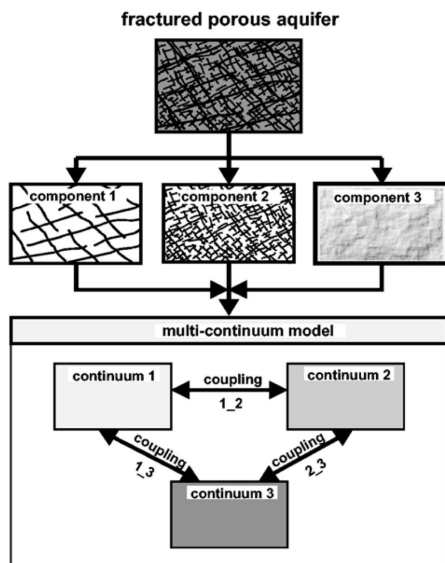 fractured porous aquifer
component 1
component 2
component 3
multi-continuum model
continuum 1
coupling
1_2
continuum 2
coupling
1_3
coupling
2_3
continuum 3